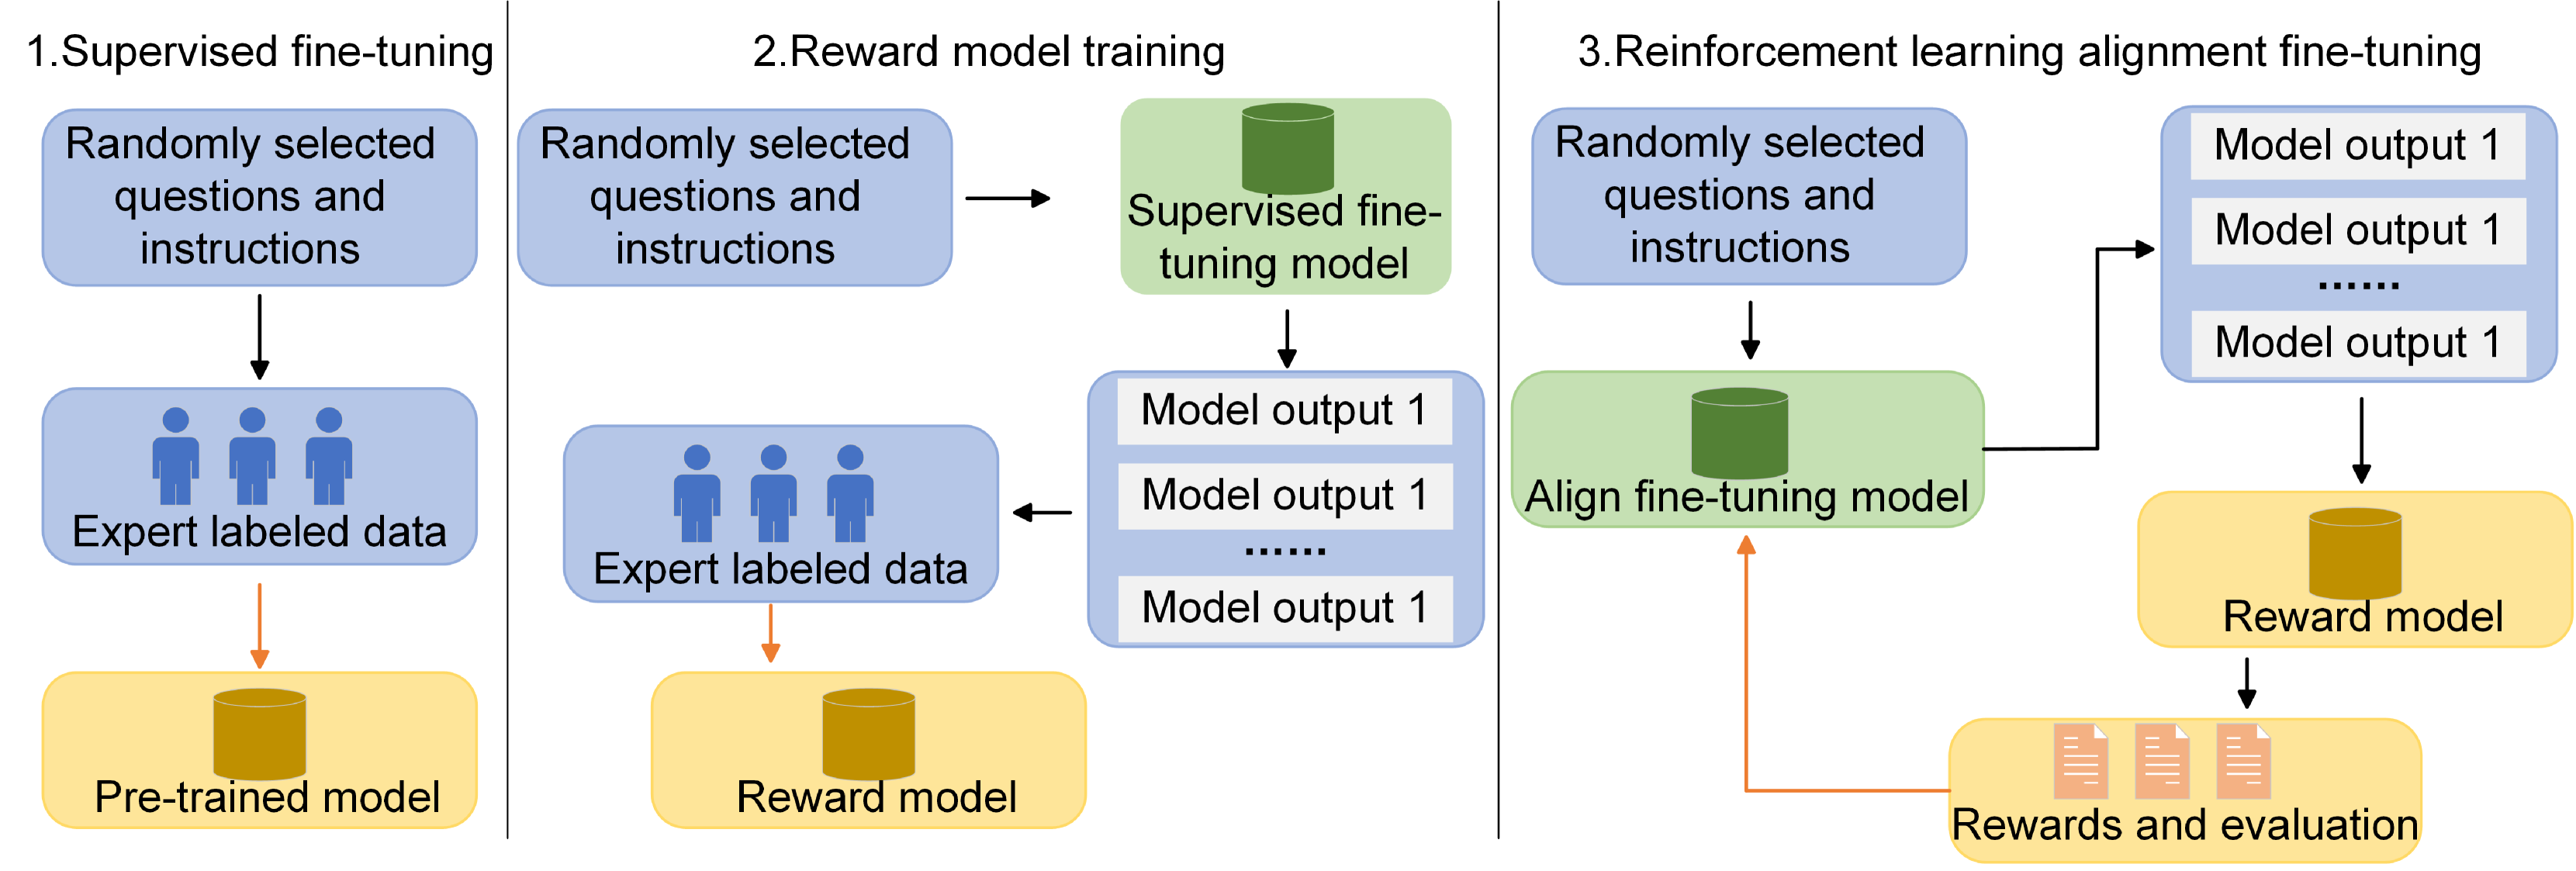 1.Supervised fine-tuning
Randomly selected
questions and
instructions
Expert labeled data
Pre-trained model
2.Reward model training
Randomly selected
questions and
instructions
Supervised fine-
tuning model
Model output 1
Model output 1
······
Model output 1
Expert labeled data
Reward model
3.Reinforcement learning alignment fine-tuning
Randomly selected
questions and
instructions
Align fine-tuning model
Model output 1
Model output 1
······
Model output 1
Reward model
Rewards and evaluation